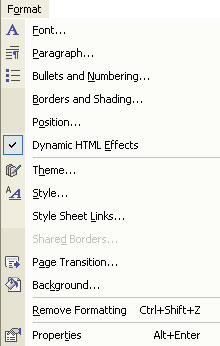 Format
Font...
Paragraph...
Bullets and Numbering...
Borders and Shading...
Position...
Dynamic HTML Effects
Theme...
Style...
Style Sheet Links...
Shared Borders...
Page Transition...
Background...
Remove Formatting Ctrl+Shift+Z
Properties Alt+Enter